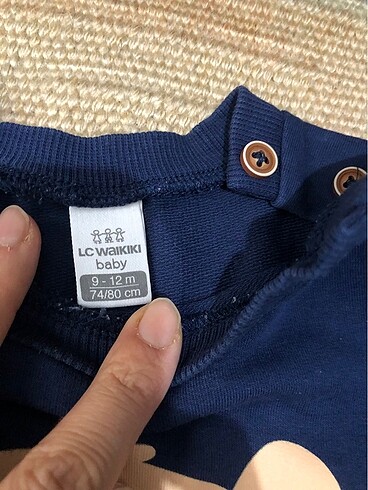 LC WAIKIKI
baby
9 - 12 m
74/80 cm